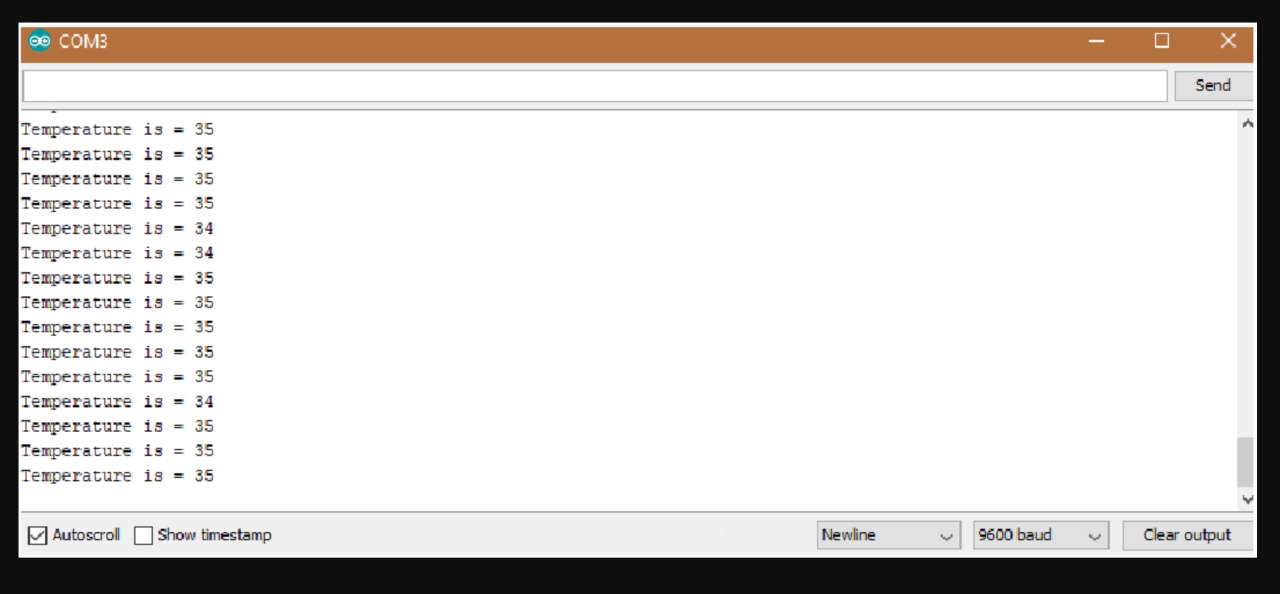 COM3
Send
Temperature is = 35
Temperature is = 35
Temperature is = 35
Temperature is = 35
Temperature is = 34
Temperature is = 34
Temperature is = 35
Temperature is = 35
Temperature is = 35
Temperature is = 35
Temperature is = 35
Temperature is = 34
Temperature is = 35
Temperature is = 35
Temperature is = 35
Autoscroll Show timestamp Newline 9600 baud Clear output